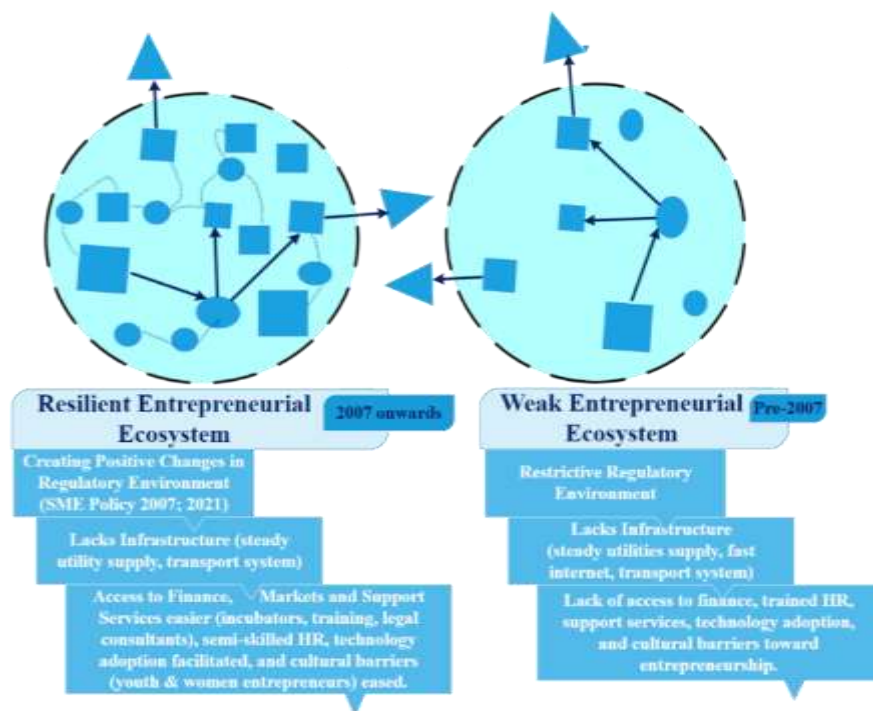 Resilient Entrepreneurial
Ecosystem
2007 onwards
Creating Positive Changes in
Regulatory Environment
(SME Policy 2007; 2021)
Lacks Infrastructure (steady
utility supply, transport system)
Access to Finance, Markets and Support
Services easier (incubators, training, legal
consultants), semi-skilled HR, technology
adoption facilitated, and cultural barriers
(youth & women entrepreneurs) eased.
Weak Entrepreneurial
Ecosystem
Pre-2007
Restrictive Regulatory
Environment
Lacks Infrastructure
(steady utilities supply, fast
internet, transport system)
Lack of access to finance, trained HR,
support services, technology adoption,
and cultural barriers toward
entrepreneurship.